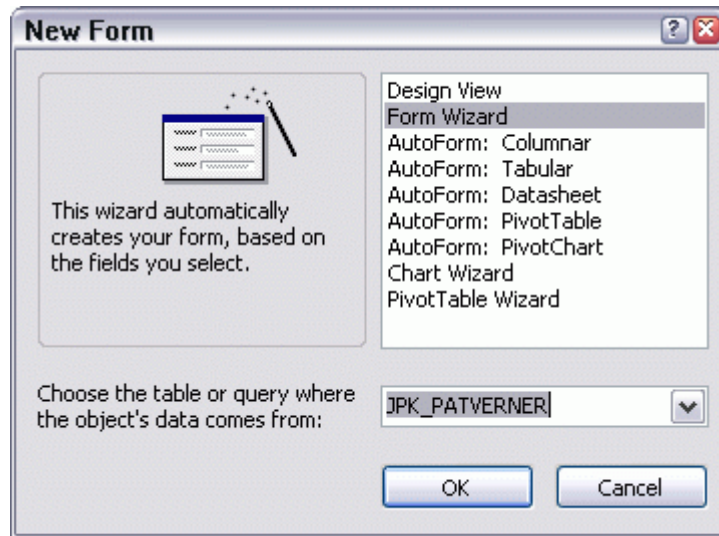 New Form
This wizard automatically
creates your form, based on
the fields you select.
Design View
Form Wizard
AutoForm: Columnar
AutoForm: Tabular
AutoForm: Datasheet
AutoForm: PivotTable
AutoForm: PivotChart
Chart Wizard
PivotTable Wizard
Choose the table or query where
the object's data comes from:
JPK_PATVERNER
OK
Cancel